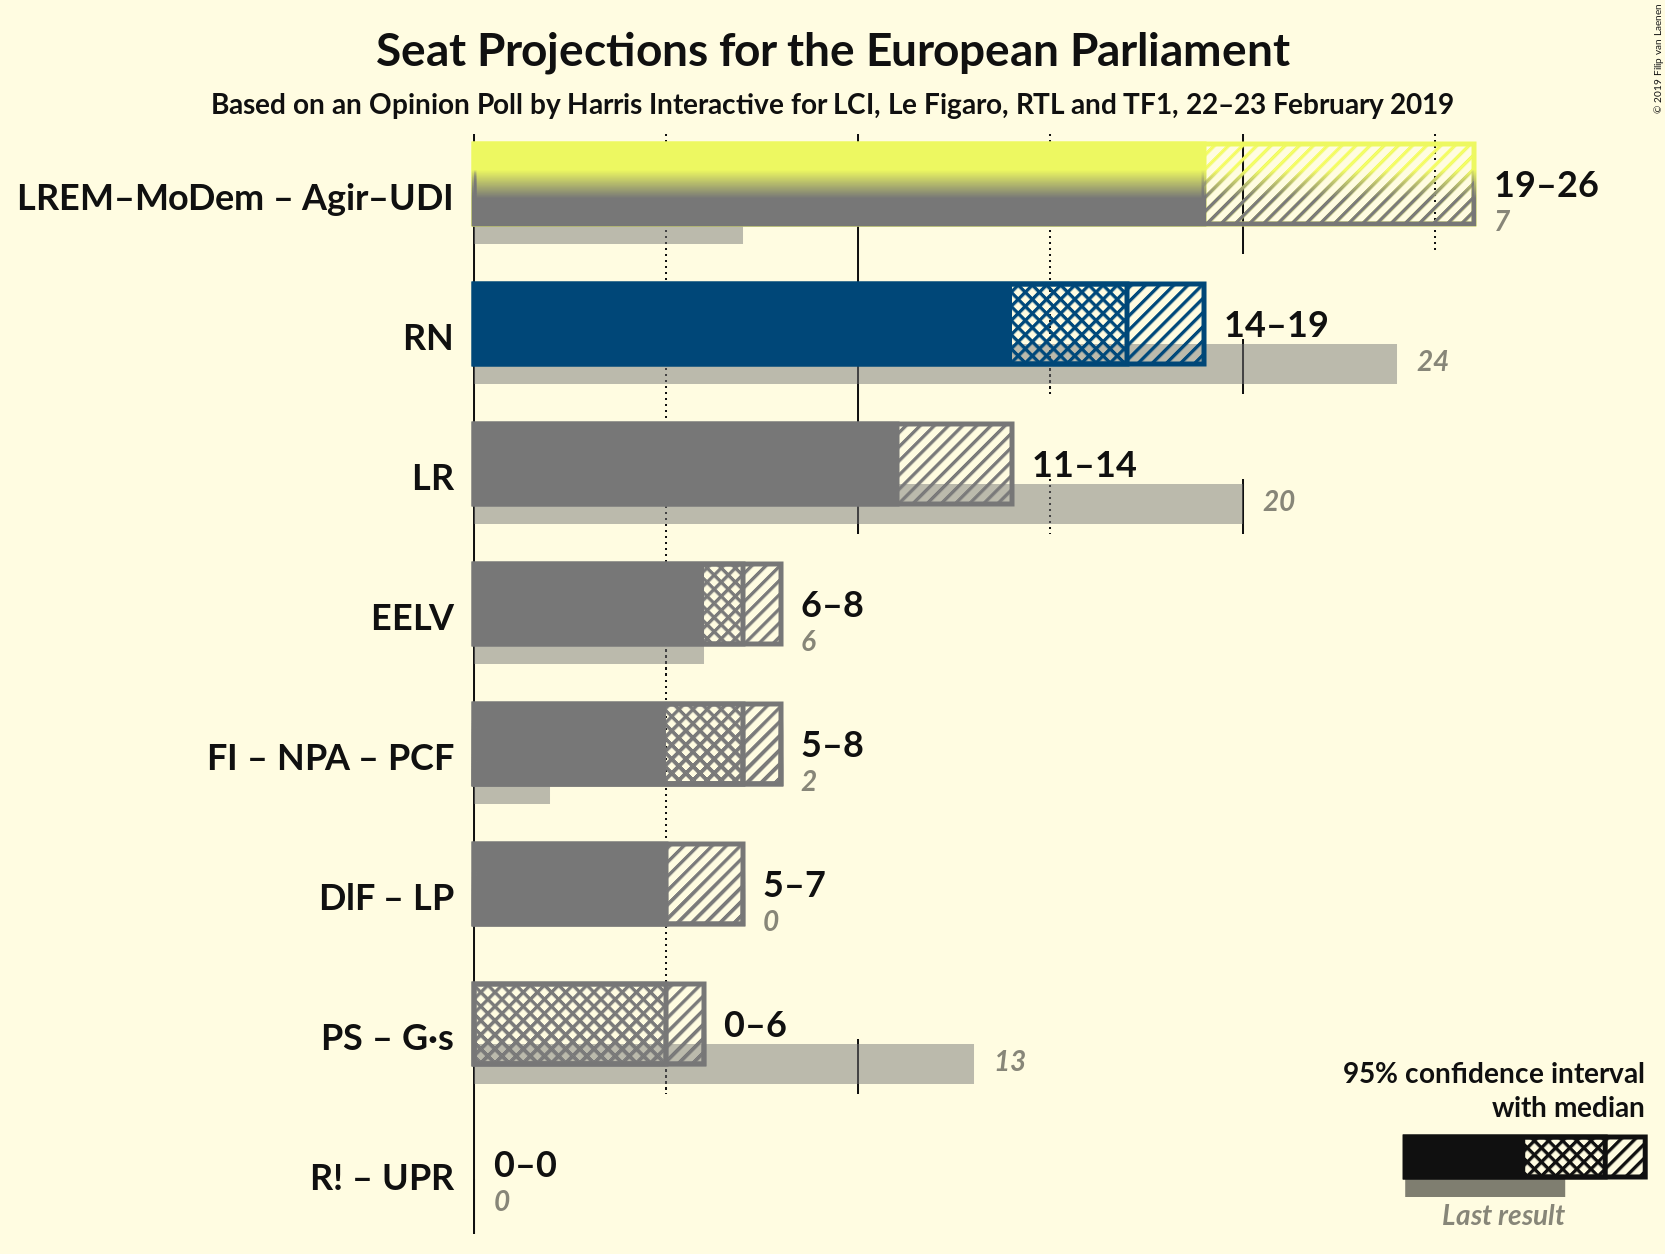 Seat Projections for the European Parliament
Based on an Opinion Poll by Harris Interactive for LCI, Le Figaro, RTL and TF1, 22–23 February 2019
© 2019 Filip van Laenen
LREM–MoDem – Agir–UDI
19–26
7
RN
14–19
24
LR
11–14
20
EELV
6–8
6
FI – NPA – PCF
5–8
2
DlF – LP
5–7
0
PS – G·s
0–6
13
R! – UPR
0–0
0
95% confidence interval
with median
Last result